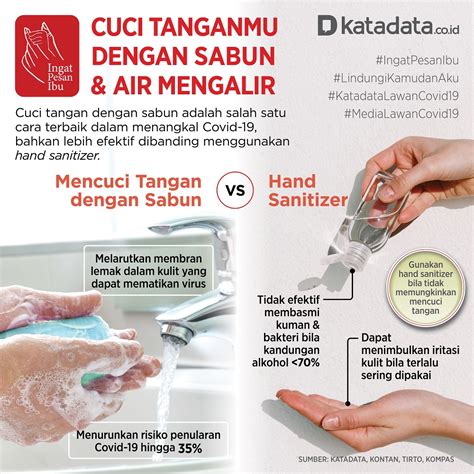 Ingat
Pesan
Ibu
CUCI TANGANMU
DENGAN SABUN
& AIR MENGALIR
Dkatadata.co.id
#IngatPesanIbu
#LindungiKamudanAku
#KatadataLawanCovid19
#MediaLawanCovid19
Cuci tangan dengan sabun adalah salah satu
cara terbaik dalam menangkal Covid-19,
bahkan lebih efektif dibanding menggunakan
hand sanitizer.
Mencuci Tangan
dengan Sabun
VS
Hand
Sanitizer
Melarutkan membran
lemak dalam kulit yang
dapat mematikan virus
Menurunkan risiko penularan
Covid-19 hingga 35%
Tidak efektif
membasmi
kuman &
bakteri bila
kandungan
alkohol <70%
Gunakan
hand sanitizer
bila tidak
memungkinkan
mencuci
tangan
Dapat
menimbulkan iritasi
kulit bila terlalu
sering dipakai
SUMBER: KATADATA, KONTAN, TIRTO, KOMPAS